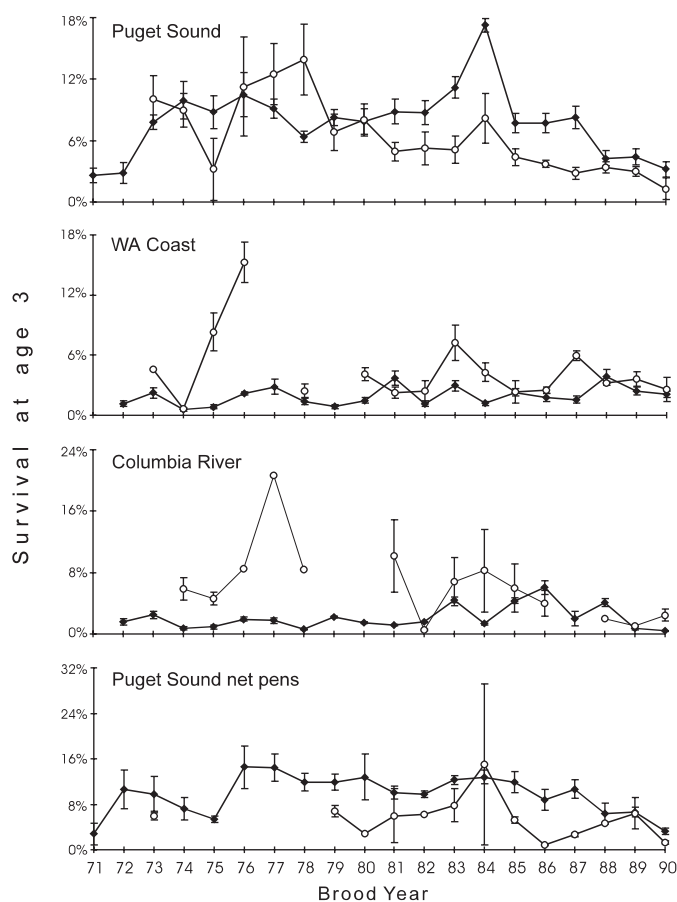 18%
Puget Sound
12%
6%
0%
18%
WA Coast
12%
6%
0%
Survival at age 3
24%
Columbia River
16%
8%
0%
32%
Puget Sound net pens
24%
16%
8%
0%
71 72 73 74 75 76 77 78 79 80 81 82 83 84 85 86 87 88 89 90
Brood Year